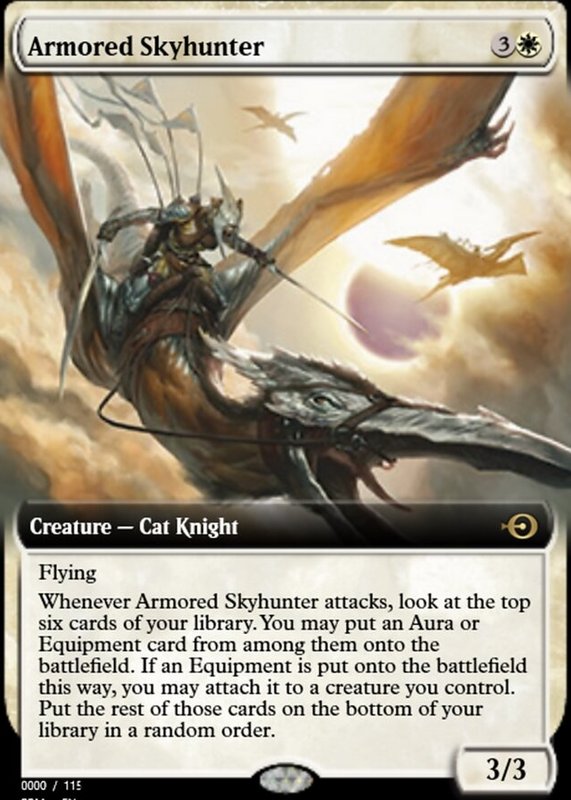 Armored Skyhunter 3
Creature — Cat Knight
Flying
Whenever Armored Skyhunter attacks, look at the top
six cards of your library. You may put an Aura or
Equipment card from among them onto the
battlefield. If an Equipment is put onto the battlefield
this way, you may attach it to a creature you control.
Put the rest of those cards on the bottom of your
library in a random order.
3/3
0000 / 115